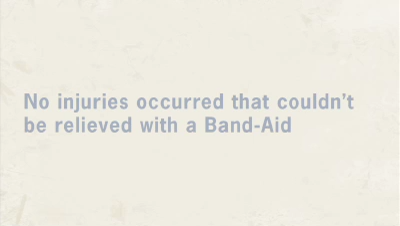 No injuries occurred that couldn't
be relieved with a Band-Aid